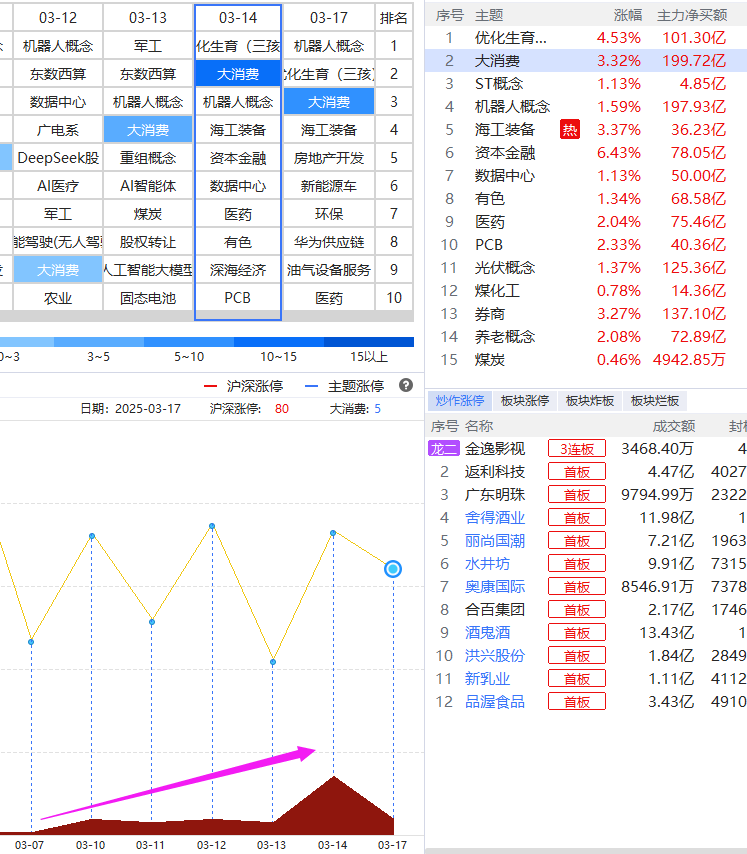 03-12 03-13 03-14 03-17 排名
机器人概念 军工 化生育（三孩 机器人概念 1
东数西算 东数西算 大消费 化生育（三孩） 2
数据中心 机器人概念 机器人概念 大消费 3
广电系 大消费 海工装备 海工装备 4
DeepSeek股 重组概念 资本金融 房地产开发 5
AI医疗 AI智能体 数据中心 新能源车 6
军工 煤炭 医药 环保 7
能驾驶(无人驾 股权转让 有色 华为供应链 8
大消费 人工智能大模型 深海经济 油气设备服务 9
农业 固态电池 PCB 医药 10
0~3 3~5 5~10 10~15 15以上
沪深涨停 主题涨停 ?
日期: 2025-03-17 沪深涨停: 80 大消费: 5
03-07 03-10 03-11 03-12 03-13 03-14 03-17
序号 主题 涨幅 主力净买额
1 优化生育... 4.53% 101.30亿
2 大消费 3.32% 199.72亿
3 ST概念 1.13% 4.85亿
4 机器人概念 1.59% 197.93亿
5 海工装备 热 3.37% 36.23亿
6 资本金融 6.43% 78.05亿
7 数据中心 1.13% 50.00亿
8 有色 1.34% 68.58亿
9 医药 2.04% 75.46亿
10 PCB 2.33% 40.36亿
11 光伏概念 1.37% 125.36亿
12 煤化工 0.78% 14.36亿
13 券商 3.27% 137.10亿
14 养老概念 2.08% 72.89亿
15 煤炭 0.46% 4942.85万
炒作涨停 板块涨停 板块炸板 板块烂板
序号 名称 成交额 封
龙二 金逸影视 3连板 3468.40万 4
2 返利科技 首板 4.47亿 4027
3 广东明珠 首板 9794.99万 2322
4 舍得酒业 首板 11.98亿 1
5 丽尚国潮 首板 7.21亿 1963
6 水井坊 首板 9.91亿 7315
7 奥康国际 首板 8546.91万 7378
8 合百集团 首板 2.17亿 1746
9 酒鬼酒 首板 13.43亿 1
10 洪兴股份 首板 1.84亿 2849
11 新乳业 首板 1.11亿 4112
12 品渥食品 首板 3.43亿 4910